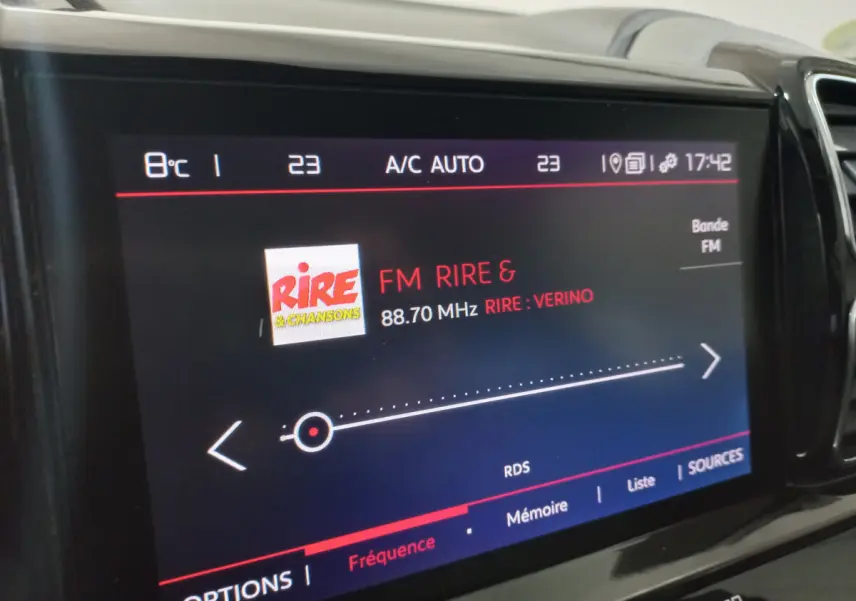 8°C | 23 A/C AUTO 23 | | 17:42
Bande
FM
RIRE
& CHANSONS
FM RIRE &
88.70 MHz RIRE : VERINO
RDS
OPTIONS | Fréquence • Mémoire | Liste | SOURCES